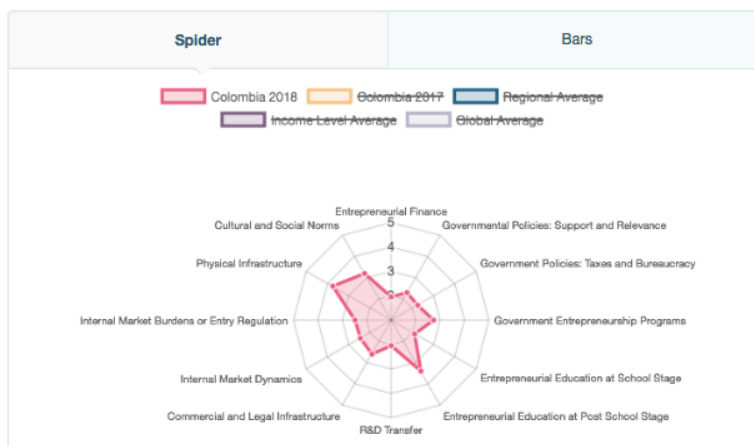 Spider Bars
Colombia 2018 Colombia 2017 Regional Average
Income Level Average Global Average
Entrepreneurial Finance
Cultural and Social Norms Governmental Policies: Support and Relevance
5
4
Physical Infrastructure Government Policies: Taxes and Bureaucracy
3
Internal Market Burdens or Entry Regulation Government Entrepreneurship Programs
Internal Market Dynamics Entrepreneurial Education at School Stage
Commercial and Legal Infrastructure Entrepreneurial Education at Post School Stage
R&D Transfer